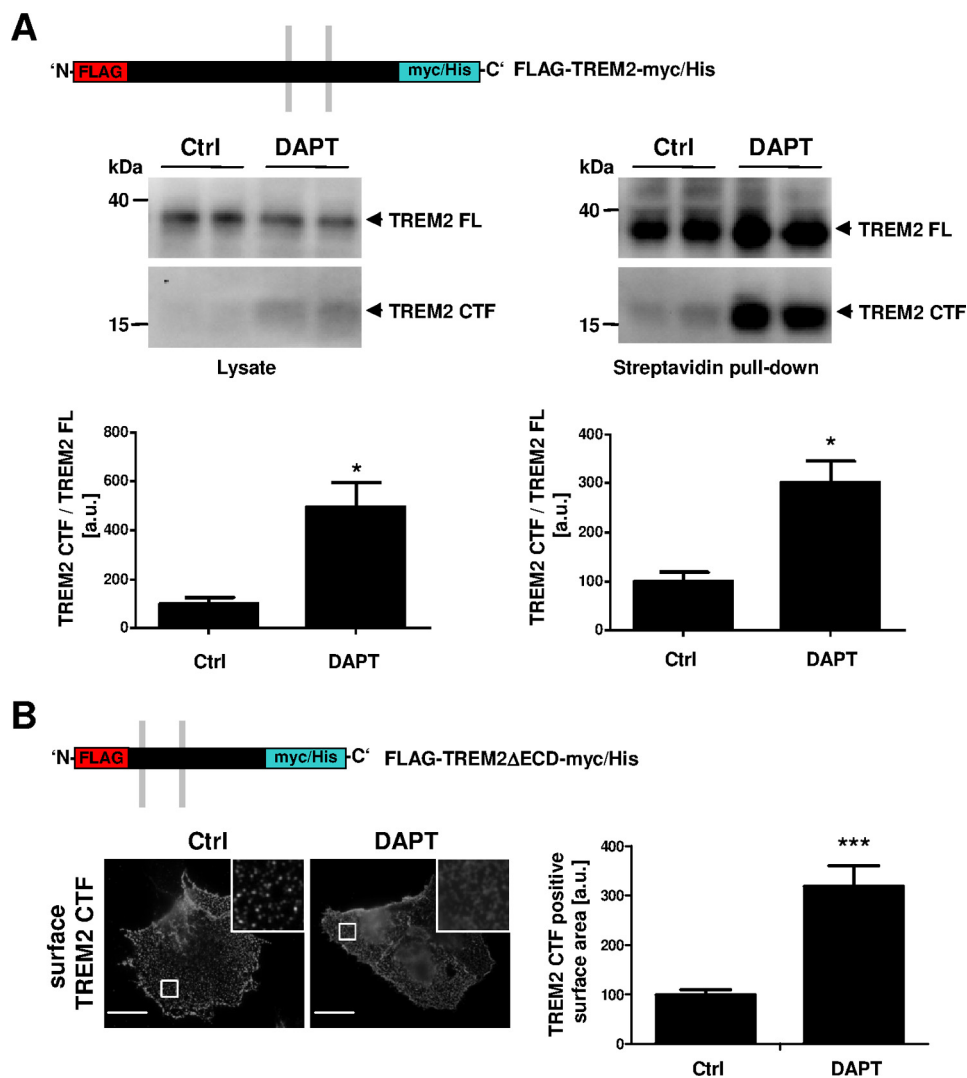 A
‘N- FLAG myc/His -C‘ FLAG-TREM2-myc/His
Ctrl DAPT
kDa
40
TREM2 FL
15
TREM2 CTF
Lysate
Ctrl DAPT
kDa
40
TREM2 FL
15
TREM2 CTF
Streptavidin pull-down
TREM2 CTF / TREM2 FL
[a.u.]
800
600
400
200
0
*
Ctrl DAPT
TREM2 CTF / TREM2 FL
[a.u.]
400
300
200
100
0
*
Ctrl DAPT
B
‘N- FLAG myc/His -C‘ FLAG-TREM2ΔECD-myc/His
Ctrl DAPT
surface
TREM2 CTF
TREM2 CTF positive
surface area [a.u.]
400
300
200
100
0
***
Ctrl DAPT